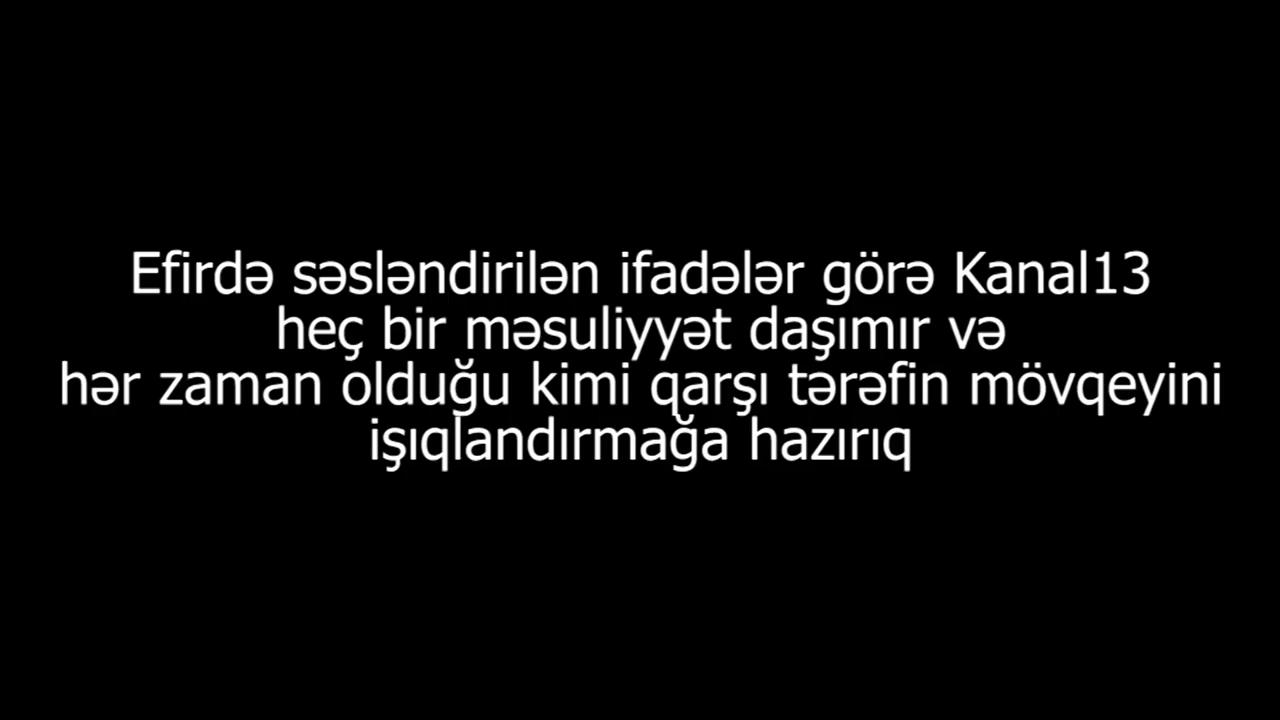 Efirdə səsləndirilən ifadələr görə Kanal13
heç bir məsuliyyət daşımır və
hər zaman olduğu kimi qarşı tərəfin mövqeyini
işıqlandırmağa hazırıq